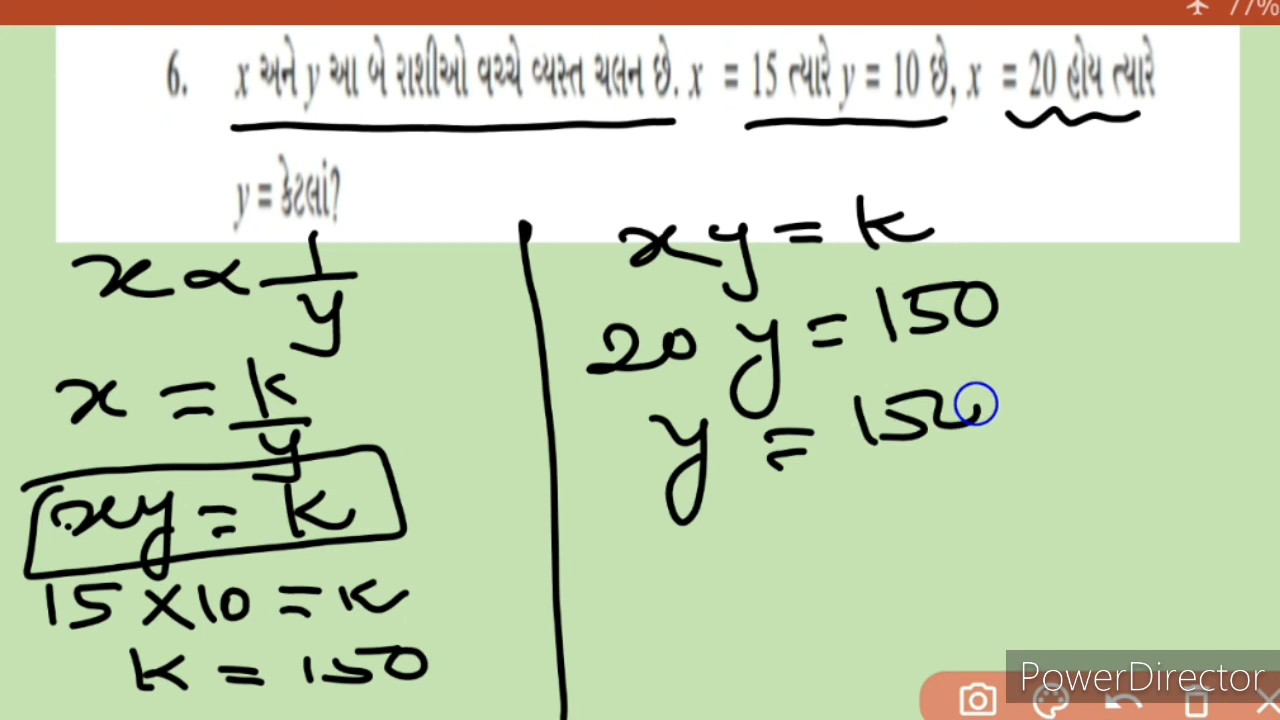 77%
6. x અને y આ બે રાશીઓ વચ્ચે વ્યસ્ત ચલન છે. x = 15 ત્યારે y = 10 છે, x = 20 હોય ત્યારે
y = કેટલાં?
x ∝ 1/y
x = k/y
xy = k
15 × 10 = k
k = 150
xy = k
20 y = 150
y = 150
PowerDirector